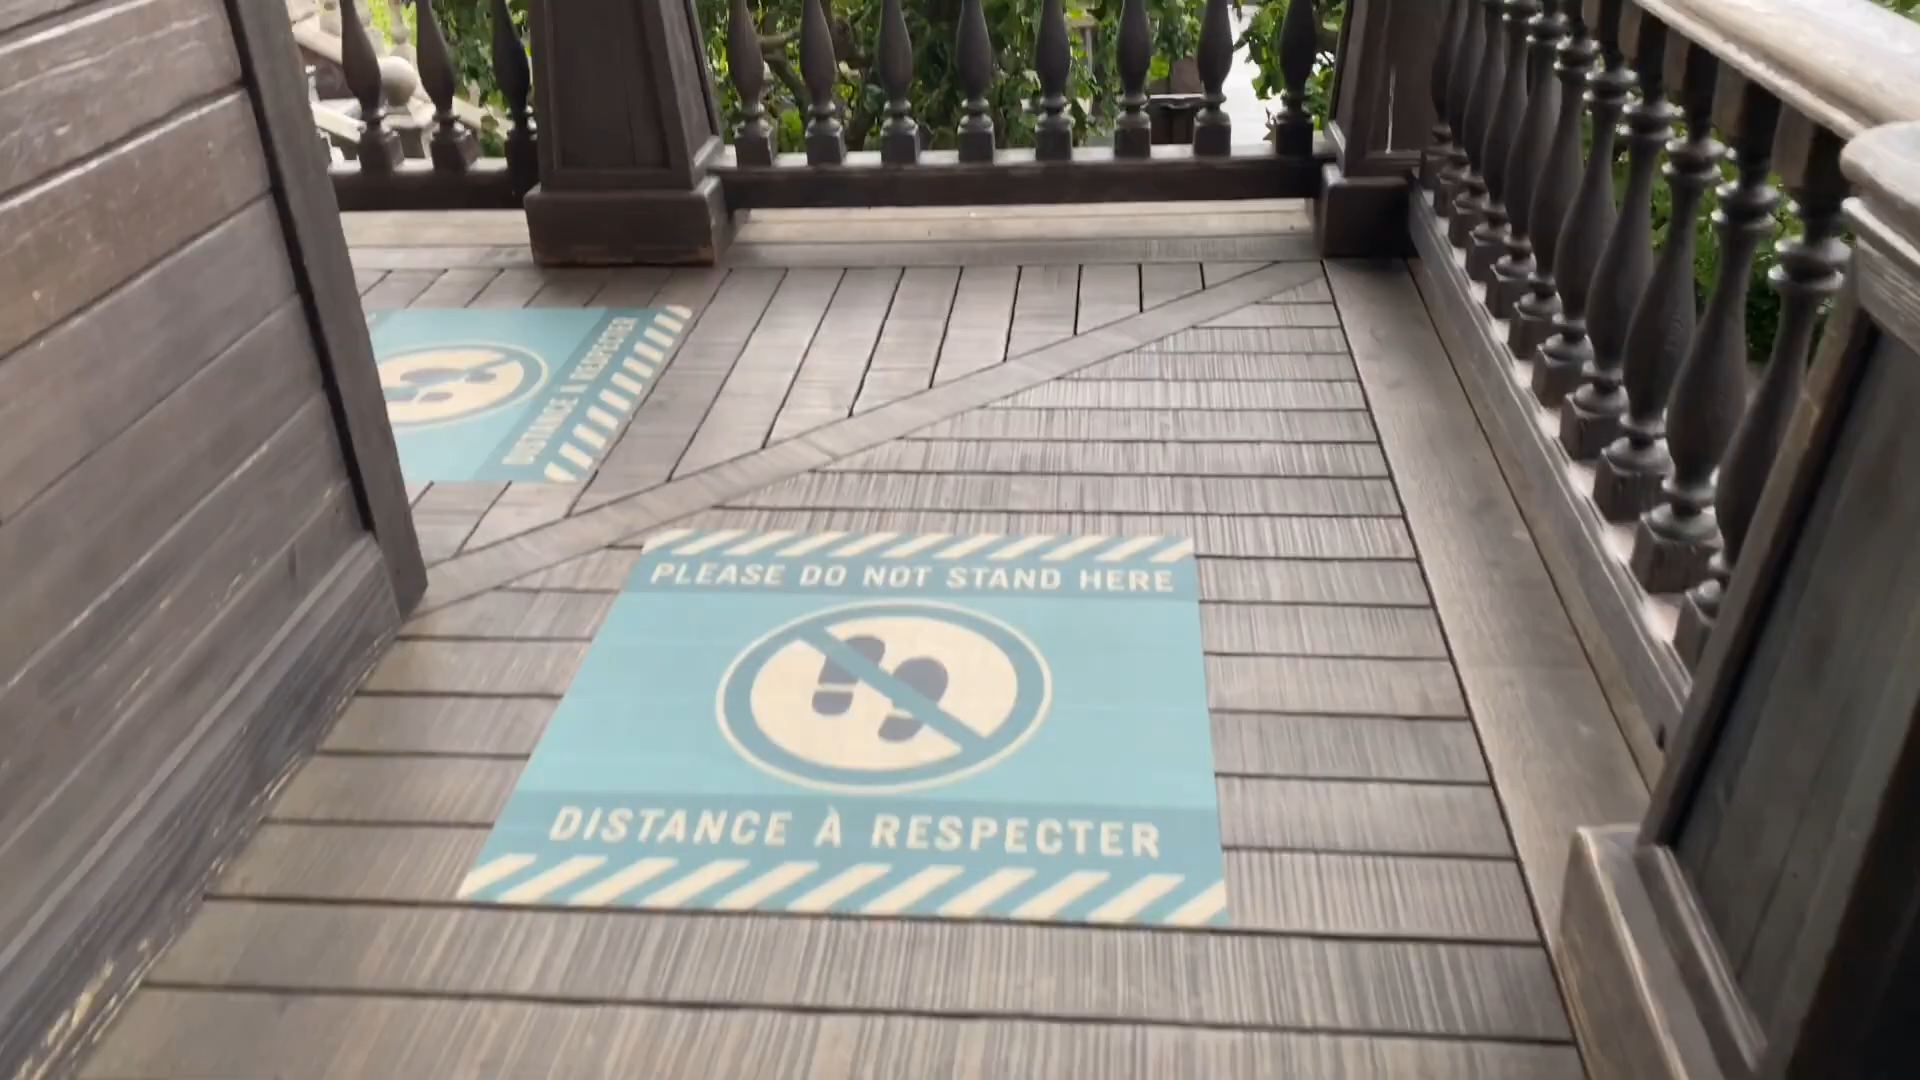 DISTANCE À RESPECTER
PLEASE DO NOT STAND HERE
DISTANCE À RESPECTER